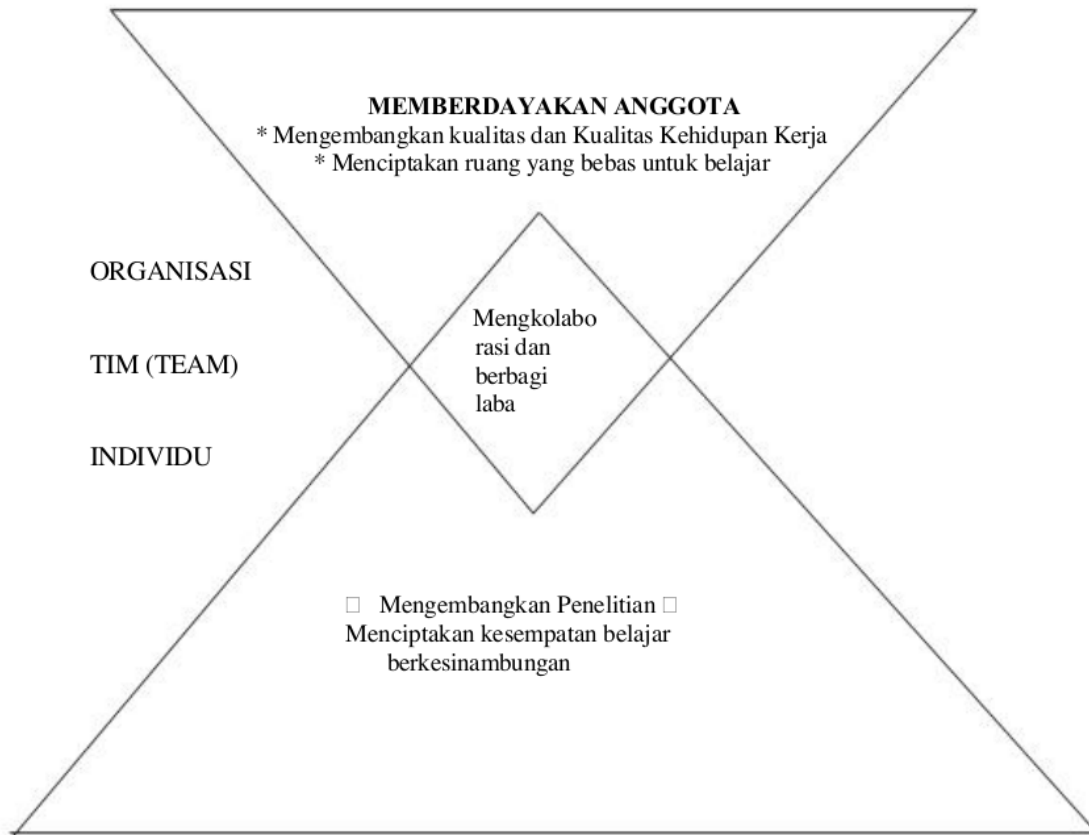 MEMBERDAYAKAN ANGGOTA
* Mengembangkan kualitas dan Kualitas Kehidupan Kerja
* Menciptakan ruang yang bebas untuk belajar
ORGANISASI
TIM (TEAM)
INDIVIDU
Mengkolabo
rasi dan
berbagi
laba
□ Mengembangkan Penelitian □
Menciptakan kesempatan belajar
berkesinambungan